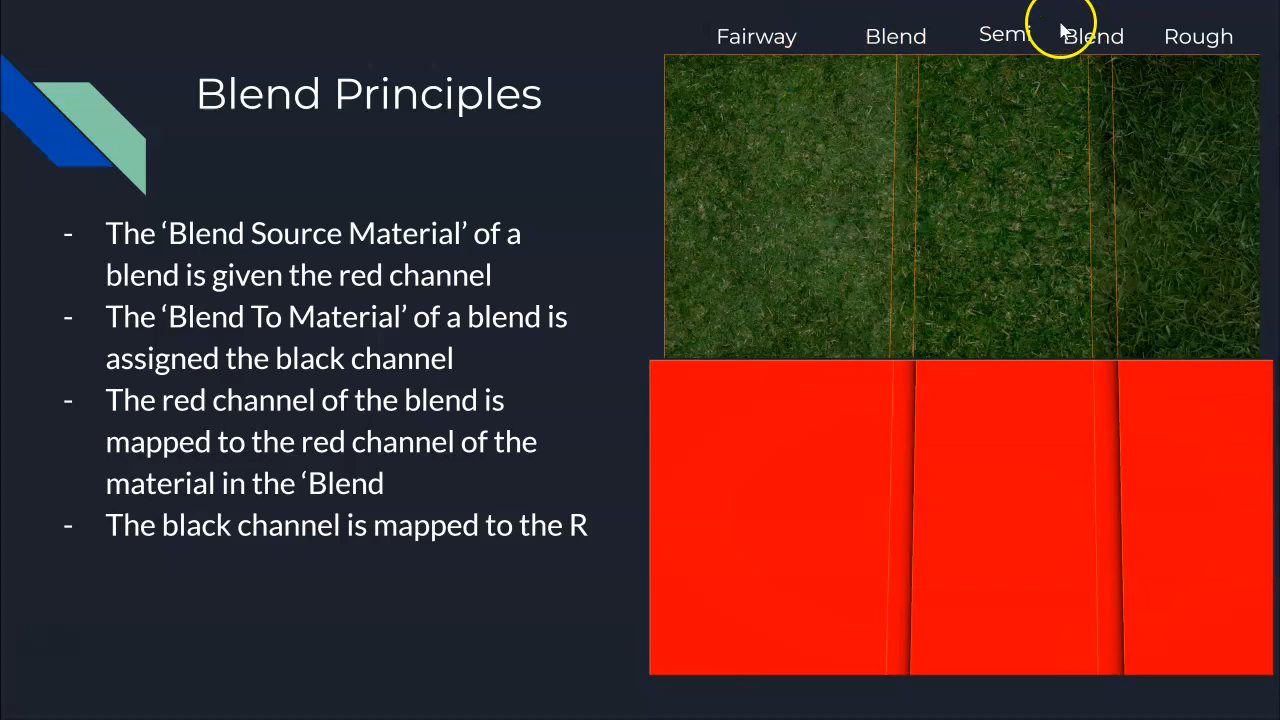 Fairway Blend Semi Blend Rough
Blend Principles
- The ‘Blend Source Material’ of a
blend is given the red channel
- The ‘Blend To Material’ of a blend is
assigned the black channel
- The red channel of the blend is
mapped to the red channel of the
material in the ‘Blend
- The black channel is mapped to the R